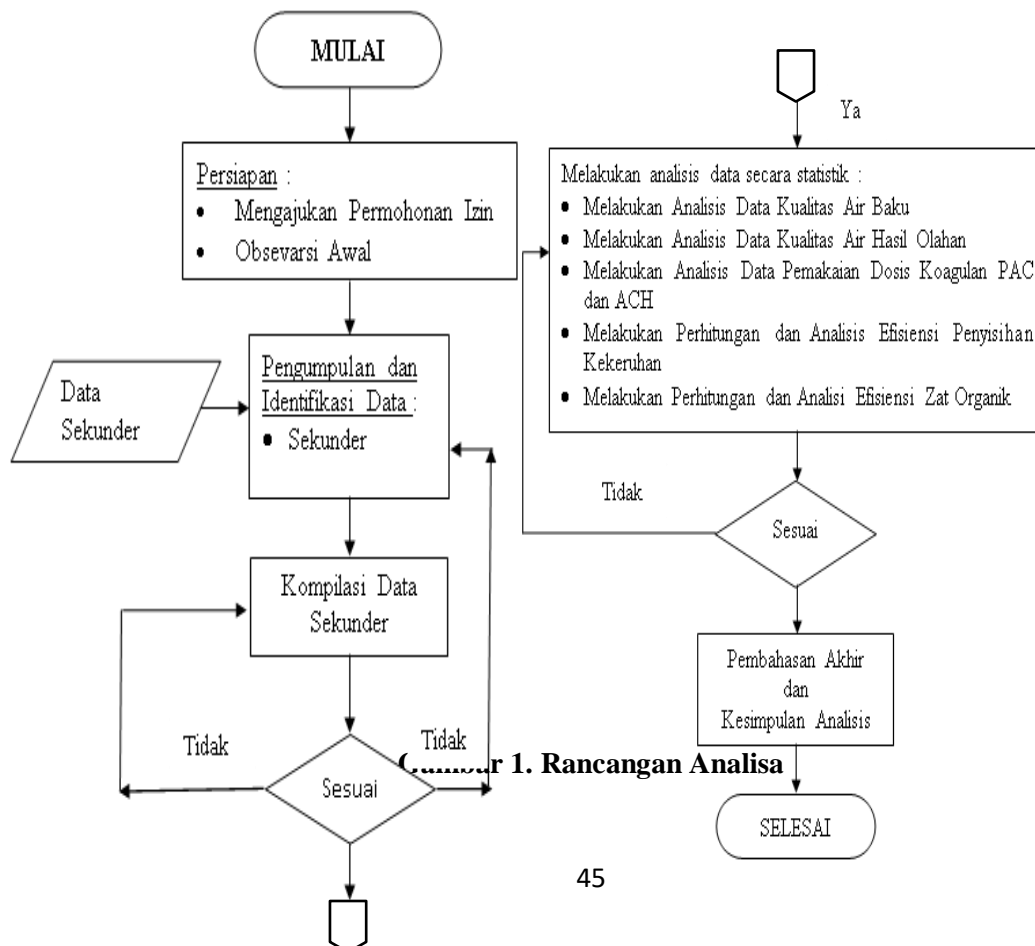 MULAI
Persiapan :
• Mengajukan Permohonan Izin
• Obsevarsi Awal
Data
Sekunder
Pengumpulan dan
Identifikasi Data :
• Sekunder
Kompilasi Data
Sekunder
Tidak
Tidak
Sesuai
Ya
Melakukan analisis data secara statistik :
• Melakukan Analisis Data Kualitas Air Baku
• Melakukan Analisis Data Kualitas Air Hasil Olahan
• Melakukan Analisis Data Pemakaian Dosis Koagulan PAC
dan ACH
• Melakukan Perhitungan dan Analisis Efisiensi Penyisihan
Kekeruhan
• Melakukan Perhitungan dan Analisi Efisiensi Zat Organik
Tidak
Sesuai
Pembahasan Akhir
dan
Kesimpulan Analisis
SELESAI
Gambar 1. Rancangan Analisa
45